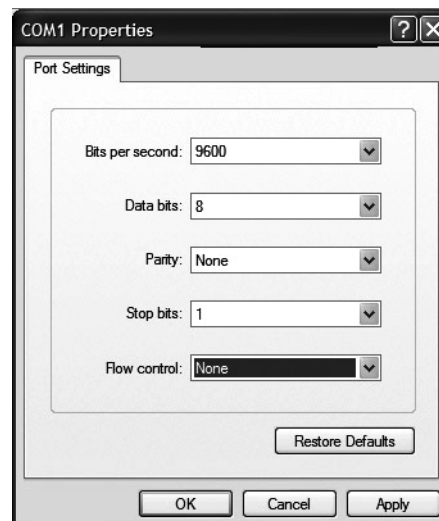 COM1 Properties
Port Settings
Bits per second: 9600
Data bits: 8
Parity: None
Stop bits: 1
Flow control: None
Restore Defaults
OK Cancel Apply